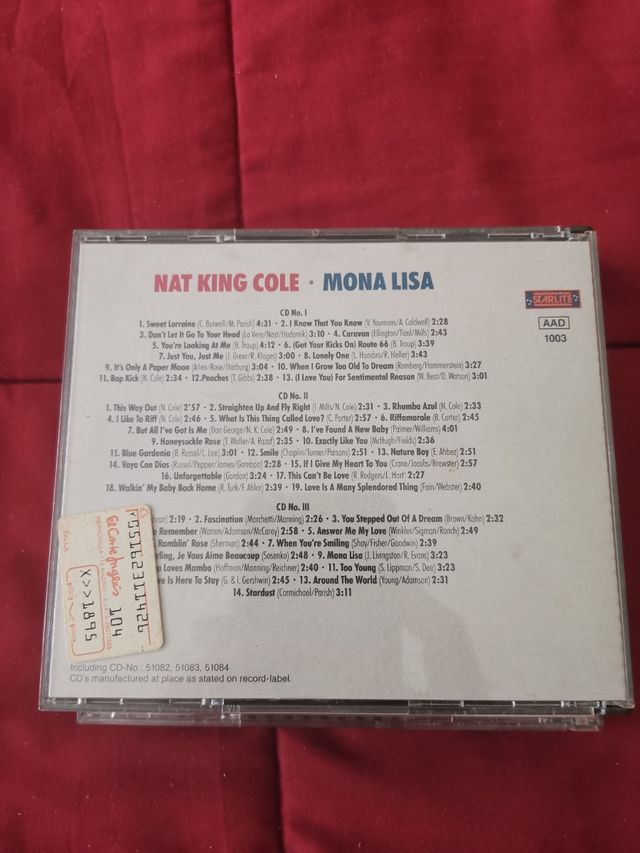 NAT KING COLE · MONA LISA
STARLITE
AAD
1003
CD No. I
1. Sweet Lorraine (C. Burwell/M. Parish) 4:31 · 2. I Know That You Know (V. Youmans/A. Caldwell) 2:28
3. Don't Let It Go To Your Head (La Vere/Nast/Hadamik) 3:10 · 4. Caravan (Ellington/Tizol/Mills) 2:43
5. You're Looking At Me (B. Troup) 4:12 · 6. (Get Your Kicks On) Route 66 (B. Troup) 3:39
7. Just You, Just Me (J. Greer/R. Klages) 3:00 · 8. Lonely One (L. Hambro/R. Heller) 3:43
9. It's Only A Paper Moon (Arlen/Rose/Harburg) 3:04 · 10. When I Grow Too Old To Dream (Romberg/Hammerstein) 3:27
11. Bop Kick (N. Cole) 2:34 · 12. Peaches (T. Gibbs) 2:38 · 13. (I Love You) For Sentimental Reason (W. Best/D. Watson) 3:01
CD No. II
1. This Way Out (N. Cole) 2'57 · 2. Straighten Up And Fly Right (I. Mills/N. Cole) 2:31 · 3. Rhumba Azul (N. Cole) 2:33
4. I Like To Riff (N. Cole) 2:46 · 5. What Is This Thing Called Love? (C. Porter) 2:57 · 6. Riffamarole (B. Carter) 2:45
7. But All I've Got Is Me (Don George/N. Cole) 2:49 · 8. I've Found A New Baby (Palmer/Williams) 4:01
9. Honeysuckle Rose (T. Waller/A. Razaf) 2:35 · 10. Exactly Like You (McHugh/Fields) 2:36
11. Blue Gardenia (B. Russel/L. Lee) 3:01 · 12. Smile (Chaplin/Turner/Parsons) 2:51 · 13. Nature Boy (E. Ahbez) 2:51
14. Vaya Con Dios (Russel/Pepper/James/Gamboa) 2:28 · 15. If I Give My Heart To You (Crane/Jacobs/Brewster) 2:57
16. Unforgettable (Gordon) 3:24 · 17. This Can't Be Love (R. Rodgers/L. Hart) 2:27
18. Walkin' My Baby Back Home (R. Turk/F. Ahler) 2:39 · 19. Love Is A Many Splendored Thing (Fain/Webster) 2:40
CD No. III
2:19 · 2. Fascination (Marchetti/Manning) 2:26 · 3. You Stepped Out Of A Dream (Brown/Kahn) 2:32
o Remember (Warren/Adamson/McCarey) 2:58 · 5. Answer Me My Love (Winkler/Sigman/Rauch) 2:49
Ramblin' Rose (Sherman) 2:44 · 7. When You're Smiling (Shay/Fisher/Goodwin) 2:39
rling, Je Vous Aime Beaucoup (Sosenko) 2:48 · 9. Mona Lisa (J. Livingston/R. Evans) 3:23
a Loves Mambo (Hoffman/Manning/Reichner) 2:40 · 11. Too Young (S. Lippman/S. Dee) 3:23
e Is Here To Stay (G. & I. Gershwin) 2:45 · 13. Around The World (Young/Adamson) 2:31
14. Stardust (Carmichael/Parish) 3:11
El Corte Inglés
104
X>>1895
Including CD-No.: 51082, 51083, 51084
CD's manufactured at place as stated on record-label.